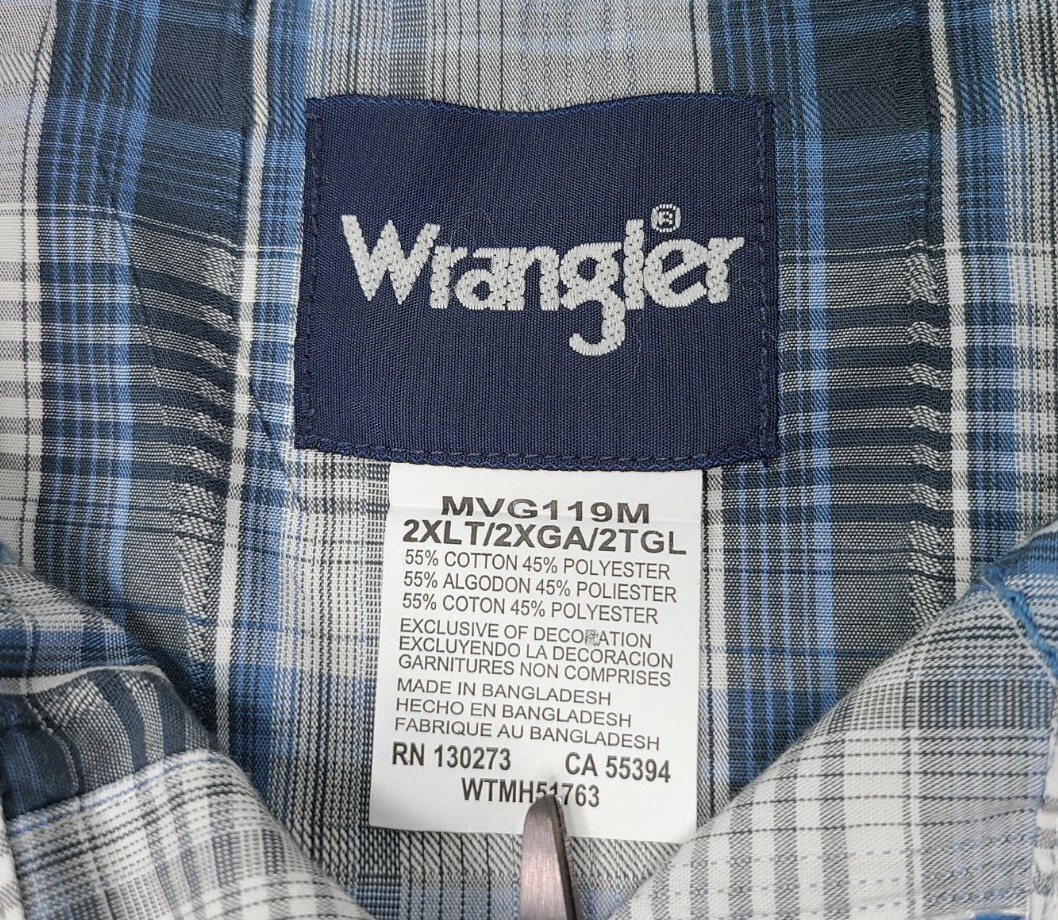 Wrangler®
MVG119M
2XLT/2XGA/2TGL
55% COTTON 45% POLYESTER
55% ALGODON 45% POLIESTER
55% COTON 45% POLYESTER
EXCLUSIVE OF DECORATION
EXCLUYENDO LA DECORACION
GARNITURES NON COMPRISES
MADE IN BANGLADESH
HECHO EN BANGLADESH
FABRIQUE AU BANGLADESH
RN 130273 CA 55394
WTMH51763